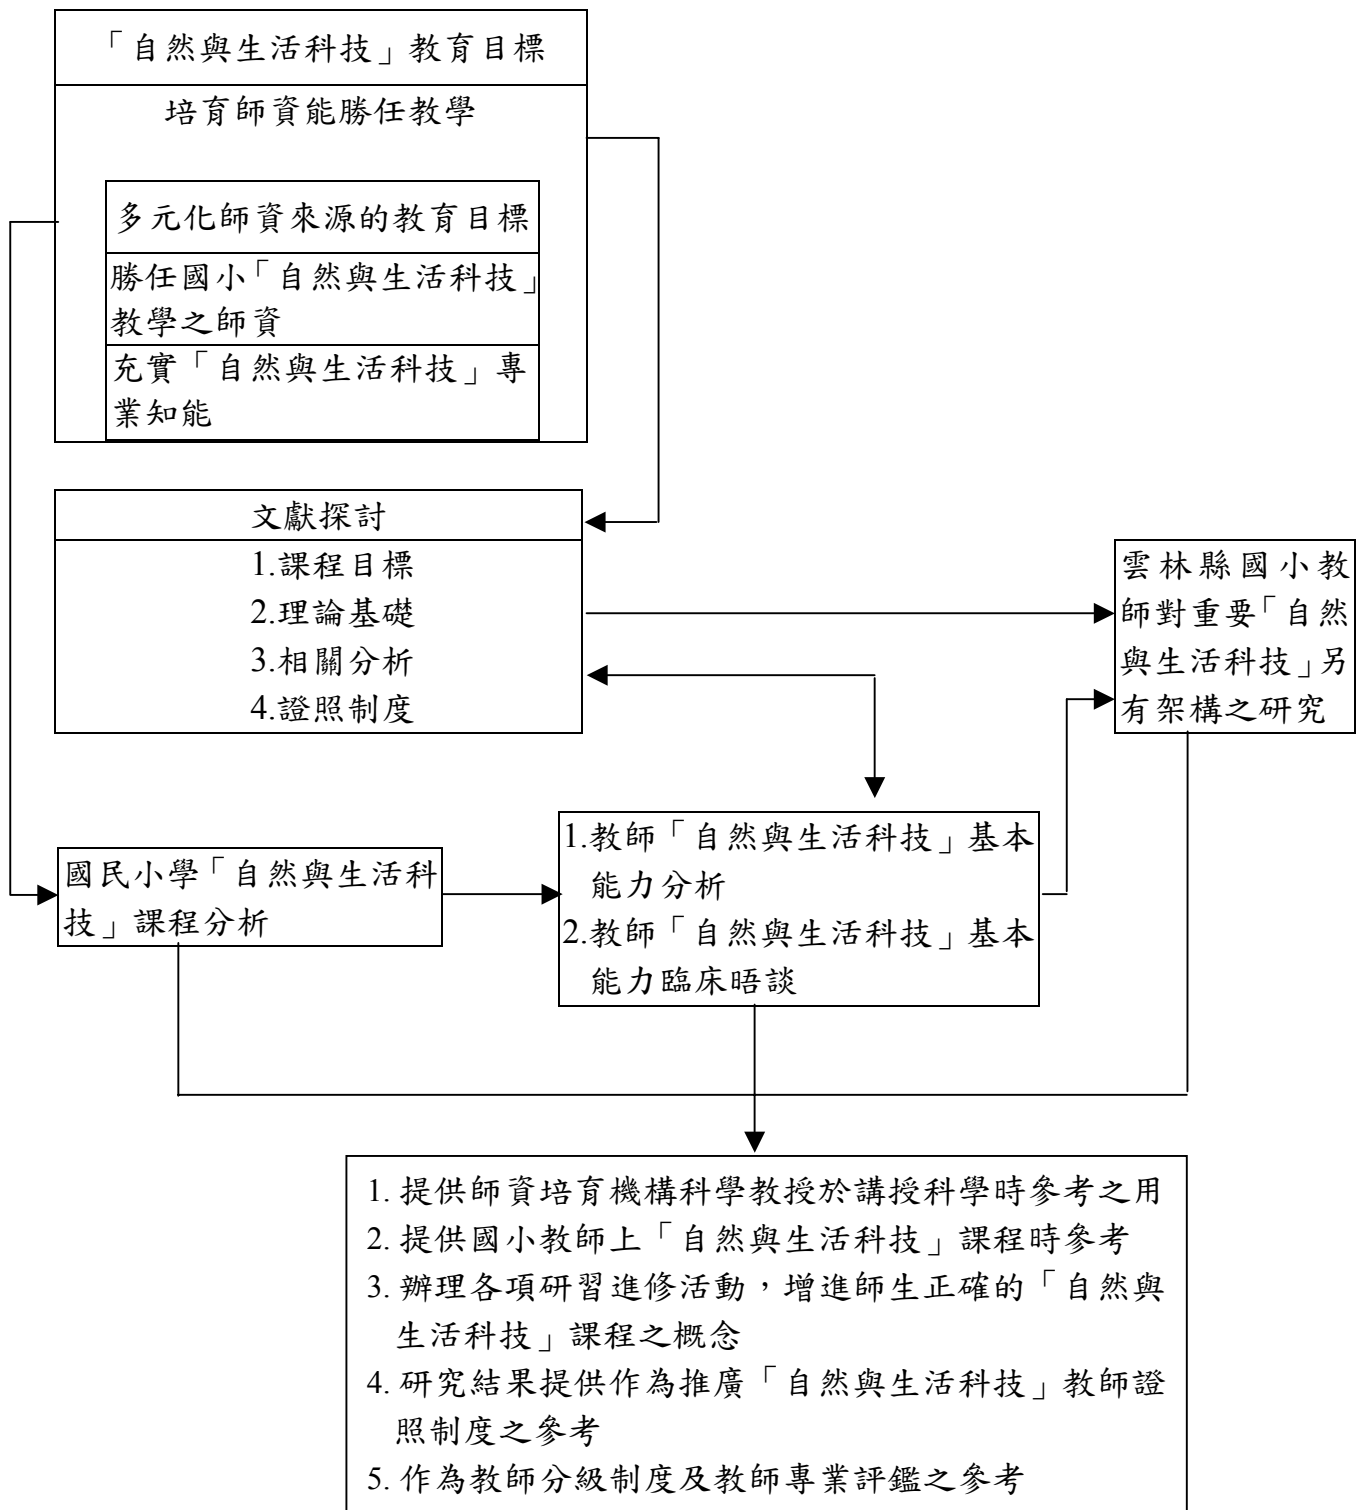 「自然與生活科技」教育目標
培育師資能勝任教學
多元化師資來源的教育目標
勝任國小「自然與生活科技」
教學之師資
充實「自然與生活科技」專
業知能
文獻探討
1.課程目標
2.理論基礎
3.相關分析
4.證照制度
雲林縣國小教
師對重要「自然
與生活科技」另
有架構之研究
國民小學「自然與生活科
技」課程分析
1.教師「自然與生活科技」基本
能力分析
2.教師「自然與生活科技」基本
能力臨床晤談
1. 提供師資培育機構科學教授於講授科學時參考之用
2. 提供國小教師上「自然與生活科技」課程時參考
3. 辦理各項研習進修活動，增進師生正確的「自然與
生活科技」課程之概念
4. 研究結果提供作為推廣「自然與生活科技」教師證
照制度之參考
5. 作為教師分級制度及教師專業評鑑之參考